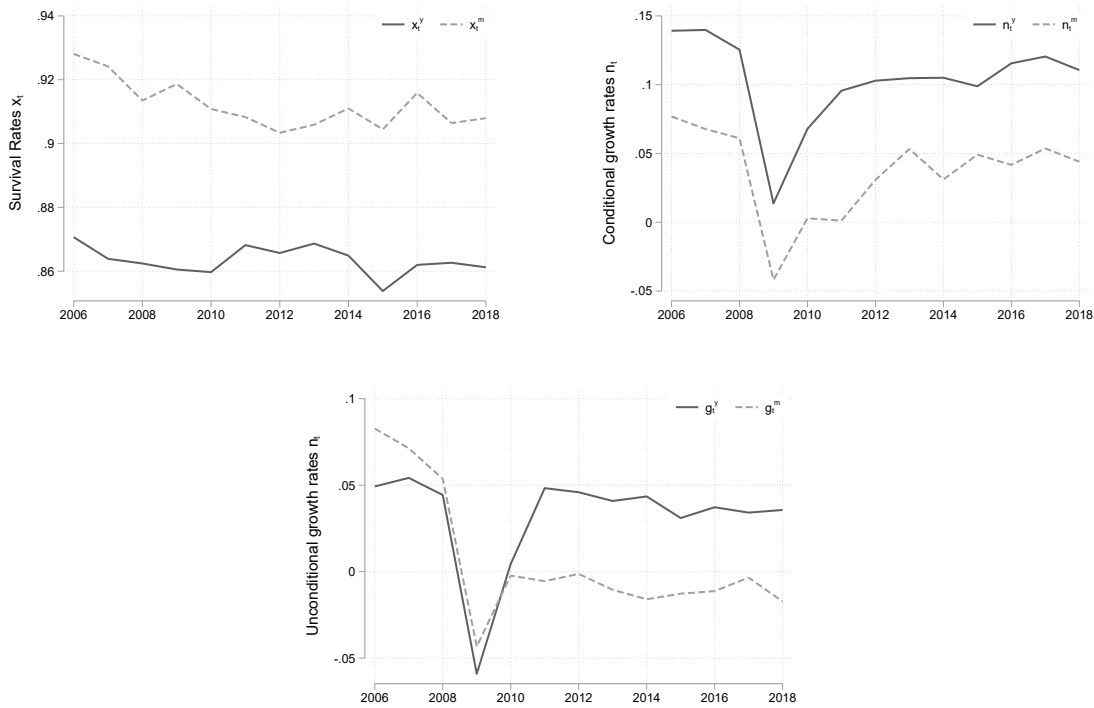 Survival Rates xₜ
.94
.92
.9
.88
.86
2006 2008 2010 2012 2014 2016 2018
xₜʸ xₜᵐ
Conditional growth rates nₜ
.15
.1
.05
0
-.05
2006 2008 2010 2012 2014 2016 2018
nₜʸ nₜᵐ
Unconditional growth rates nₜ
.1
.05
0
-.05
2006 2008 2010 2012 2014 2016 2018
gₜʸ gₜᵐ